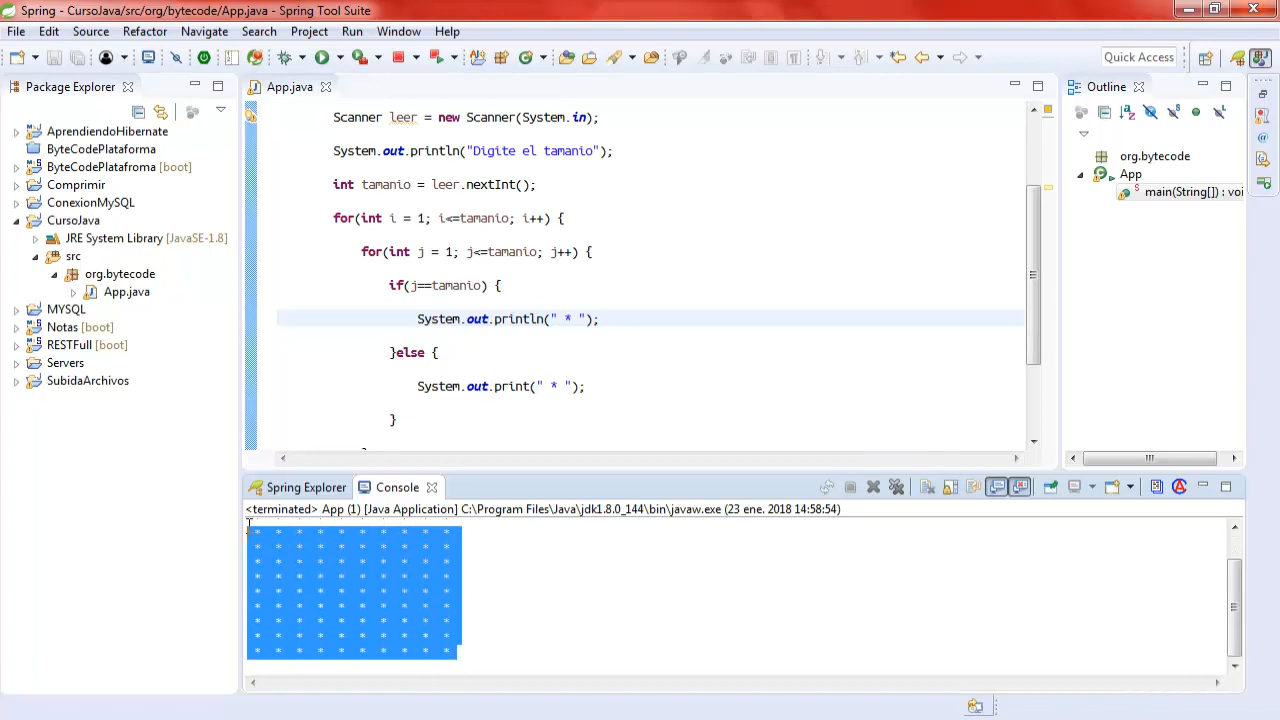 Spring - CursoJava/src/org/bytecode/App.java - Spring Tool Suite
File Edit Source Refactor Navigate Search Project Run Window Help
Quick Access
Package Explorer
AprendiendoHibernate
ByteCodePlataforma
ByteCodePlatafroma [boot]
Comprimir
ConexionMySQL
CursoJava
JRE System Library [JavaSE-1.8]
src
org.bytecode
App.java
MYSQL
Notas [boot]
RESTFull [boot]
Servers
SubidaArchivos
App.java
Scanner leer = new Scanner(System.in);
System.out.println("Digite el tamanio");
int tamanio = leer.nextInt();
for(int i = 1; i<=tamanio; i++) {
for(int j = 1; j<=tamanio; j++) {
if(j==tamanio) {
System.out.println(" * ");
}else {
System.out.print(" * ");
}
Outline
org.bytecode
App
main(String[]) : voi
Spring Explorer
Console
<terminated> App (1) [Java Application] C:\Program Files\Java\jdk1.8.0_144\bin\javaw.exe (23 ene. 2018 14:58:54)
* * * * * * * * * *
* * * * * * * * * *
* * * * * * * * * *
* * * * * * * * * *
* * * * * * * * * *
* * * * * * * * * *
* * * * * * * * * *
* * * * * * * * * *
* * * * * * * * * *